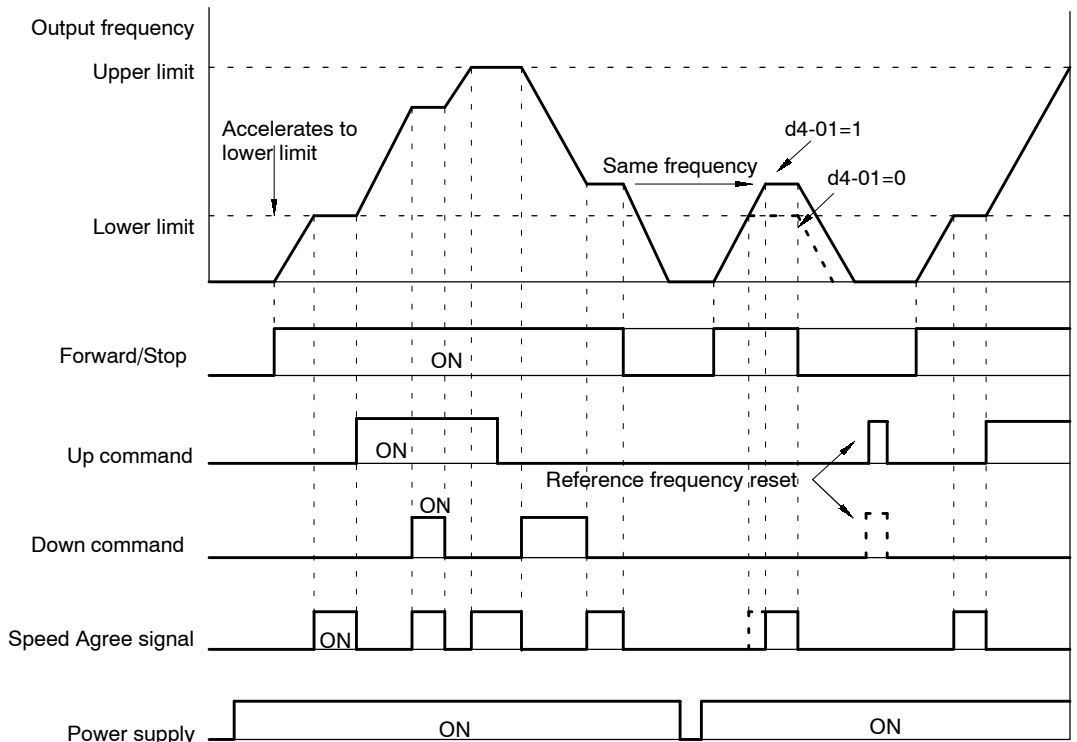 Output frequency
Upper limit
Accelerates to
lower limit
d4-01=1
Same frequency
d4-01=0
Lower limit
Forward/Stop
ON
Up command
ON
Reference frequency reset
ON
Down command
Speed Agree signal
ON
Power supply
ON
ON